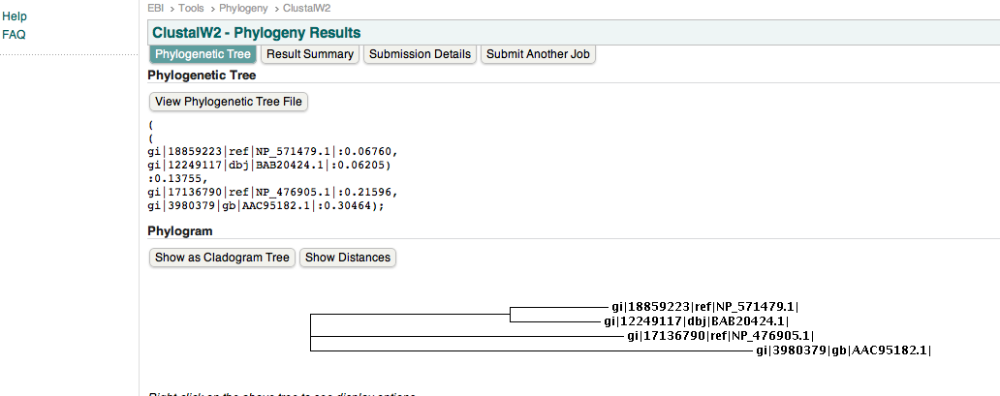 EBI > Tools > Phylogeny > ClustalW2
Help
FAQ
ClustalW2 - Phylogeny Results
Phylogenetic Tree Result Summary Submission Details Submit Another Job
Phylogenetic Tree
View Phylogenetic Tree File
(
(
gi|18859223|ref|NP_571479.1|:0.06760,
gi|12249117|dbj|BAB20424.1|:0.06205)
:0.13755,
gi|17136790|ref|NP_476905.1|:0.21596,
gi|3980379|gb|AAC95182.1|:0.30464);
Phylogram
Show as Cladogram Tree Show Distances
gi|18859223|ref|NP_571479.1|
gi|12249117|dbj|BAB20424.1|
gi|17136790|ref|NP_476905.1|
gi|3980379|gb|AAC95182.1|
Right-click on the above tree to see display options